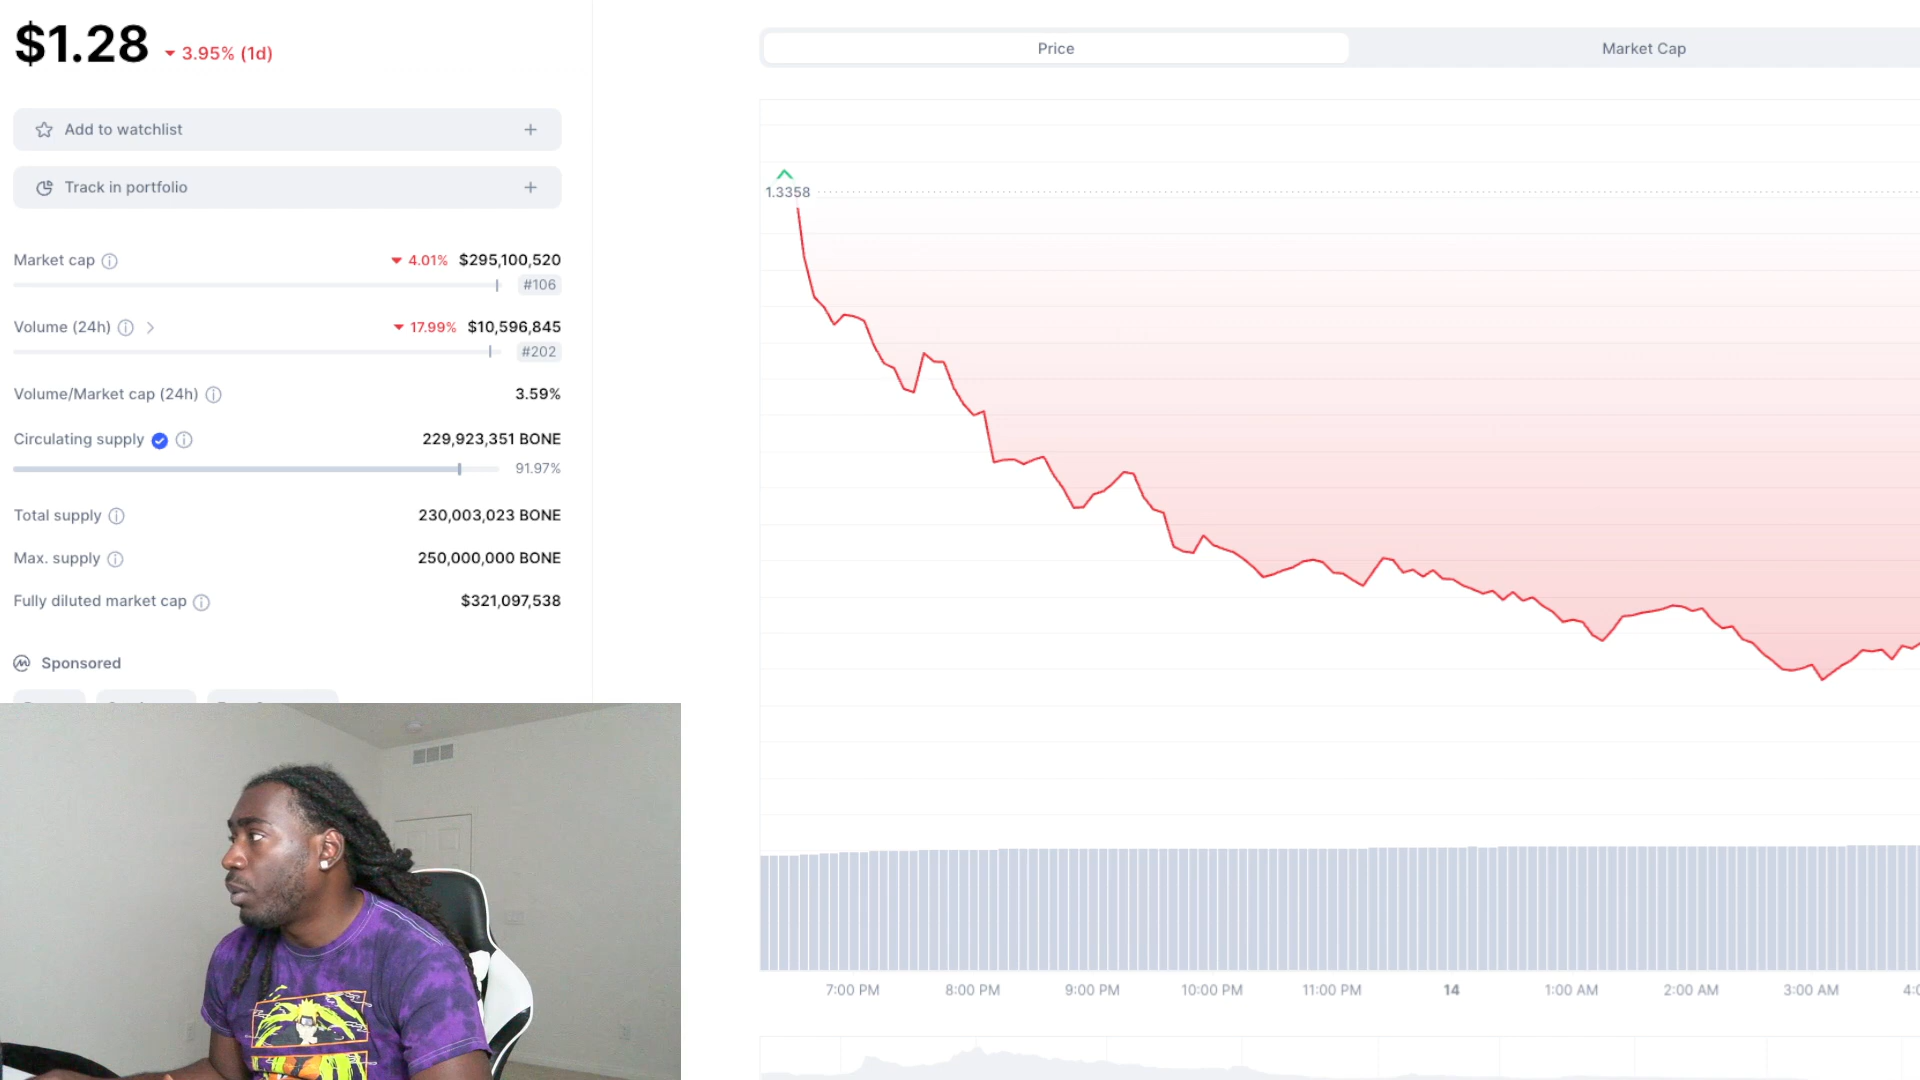 $1.28 3.95% (1d)
Add to watchlist +
Track in portfolio +
Market cap 4.01% $295,100,520
#106
Volume (24h) 17.99% $10,596,845
#202
Volume/Market cap (24h) 3.59%
Circulating supply 229,923,351 BONE
91.97%
Total supply 230,003,023 BONE
Max. supply 250,000,000 BONE
Fully diluted market cap $321,097,538
Sponsored
Price Market Cap
1.3358
7:00 PM 8:00 PM 9:00 PM 10:00 PM 11:00 PM 14 1:00 AM 2:00 AM 3:00 AM